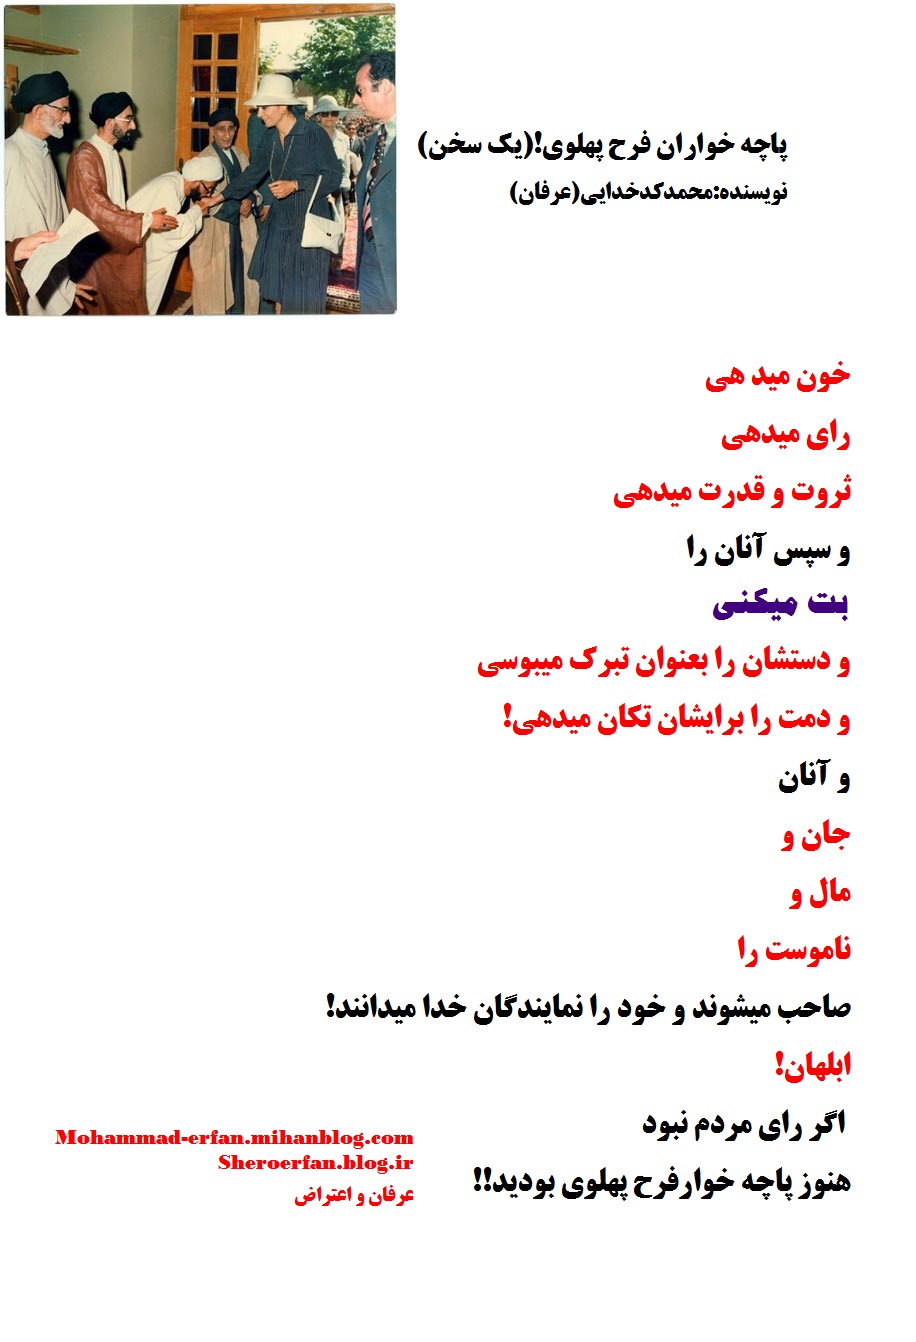 پاچه خواران فرح پهلوی!(یک سخن)
نویسنده:محمدکدخدایی(عرفان)
خون مید هی
رای میدهی
ثروت و قدرت میدهی
و سپس آنان را
بت میکنی
و دستشان را بعنوان تبرک میبوسی
و دمت را برایشان تکان میدهی!
و آنان
جان و
مال و
ناموست را
صاحب میشوند و خود را نمایندگان خدا میدانند!
ابلهان!
اگر رای مردم نبود
هنوز پاچه خوارفرح پهلوی بودید!!
Mohammad-erfan.mihanblog.com
Sheroerfan.blog.ir
عرفان و اعتراض